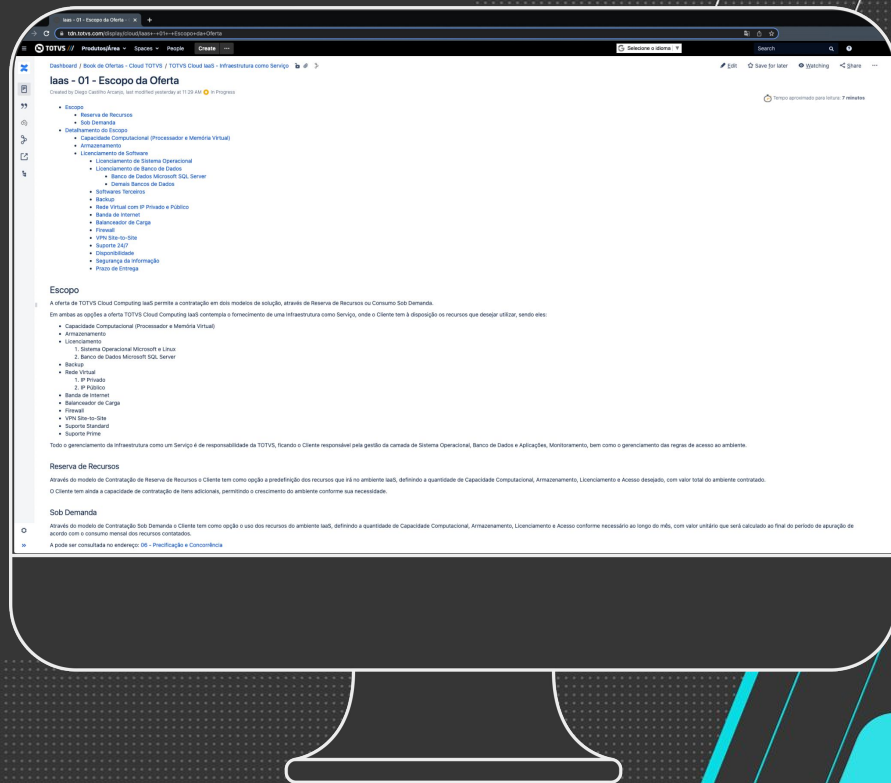 Iaas - 01 - Escopo da Oferta -
tdn.totvs.com/display/cloud/Iaas+-+01+-+Escopo+da+Oferta
TOTVS // Produtos/Área Spaces People Create ... Selecione o idioma Search
Dashboard / Book de Ofertas - Cloud TOTVS / TOTVS Cloud IaaS - Infraestrutura como Serviço Edit Save for later Watching Share ...
Iaas - 01 - Escopo da Oferta
Created by Diego Castilho Arcanjo, last modified yesterday at 11:39 AM In Progress
Tempo aproximado para leitura: 7 minutos
Escopo
Reserva de Recursos
Sob Demanda
Detalhamento do Escopo
Capacidade Computacional (Processador e Memória Virtual)
Armazenamento
Licenciamento de Software
Licenciamento de Sistema Operacional
Licenciamento de Banco de Dados
Banco de Dados Microsoft SQL Server
Demais Bancos de Dados
Softwares Terceiros
Backup
Rede Virtual com IP Privado e Público
Banda de Internet
Balanceador de Carga
Firewall
VPN Site-to-Site
Suporte 24/7
Disponibilidade
Segurança da Informação
Prazo de Entrega
Escopo
A oferta de TOTVS Cloud Computing IaaS permite a contratação em dois modelos de solução, através de Reserva de Recursos ou Consumo Sob Demanda.
Em ambas as opções a oferta TOTVS Cloud Computing IaaS contempla o fornecimento de uma Infraestrutura como Serviço, onde o Cliente tem à disposição os recursos que desejar utilizar, sendo eles:
Capacidade Computacional (Processador e Memória Virtual)
Armazenamento
Licenciamento
1. Sistema Operacional Microsoft e Linux
2. Banco de Dados Microsoft SQL Server
Backup
Rede Virtual
1. IP Privado
2. IP Público
Banda de Internet
Balanceador de Carga
Firewall
VPN Site-to-Site
Suporte Standard
Suporte Prime
Todo o gerenciamento da infraestrutura como um Serviço é de responsabilidade da TOTVS, ficando o Cliente responsável pela gestão da camada de Sistema Operacional, Banco de Dados e Aplicações, Monitoramento, bem como o gerenciamento das regras de acesso ao ambiente.
Reserva de Recursos
Através do modelo de Contratação de Reserva de Recursos o Cliente tem como opção a predefinição dos recursos que irá no ambiente IaaS, definindo a quantidade de Capacidade Computacional, Armazenamento, Licenciamento e Acesso desejado, com valor total do ambiente contratado.
O Cliente tem ainda a capacidade de contratação de itens adicionais, permitindo o crescimento do ambiente conforme sua necessidade.
Sob Demanda
Através do modelo de Contratação Sob Demanda o Cliente tem como opção o uso dos recursos do ambiente IaaS, definindo a quantidade de Capacidade Computacional, Armazenamento, Licenciamento e Acesso conforme necessário ao longo do mês, com valor unitário que será calculado ao final do período de apuração de
acordo com o consumo mensal dos recursos contatados.
A pode ser consultada no endereço: 06 - Precificação e Concorrência